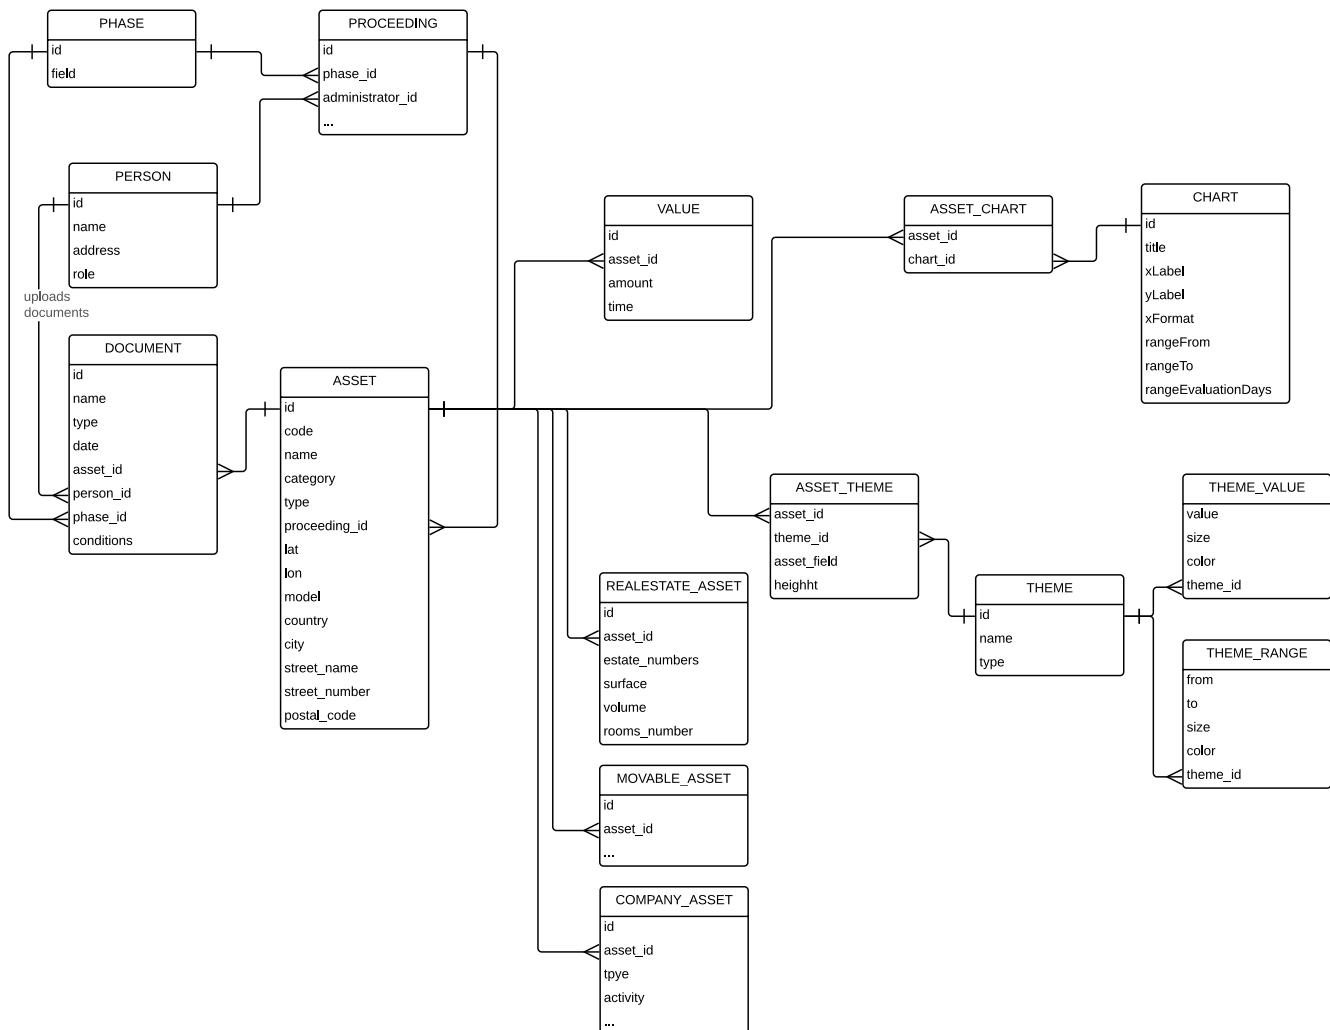 PHASE
id
field
PROCEEDING
id
phase_id
administrator_id
...
PERSON
id
name
address
role
uploads
documents
DOCUMENT
id
name
type
date
asset_id
person_id
phase_id
conditions
ASSET
id
code
name
category
type
proceeding_id
lat
lon
model
country
city
street_name
street_number
postal_code
VALUE
id
asset_id
amount
time
ASSET_CHART
asset_id
chart_id
CHART
id
title
xLabel
yLabel
xFormat
rangeFrom
rangeTo
rangeEvaluationDays
ASSET_THEME
asset_id
theme_id
asset_field
heighht
THEME_VALUE
value
size
color
theme_id
THEME
id
name
type
THEME_RANGE
from
to
size
color
theme_id
REALESTATE_ASSET
id
asset_id
estate_numbers
surface
volume
rooms_number
MOVABLE_ASSET
id
asset_id
...
COMPANY_ASSET
id
asset_id
tpye
activity
...